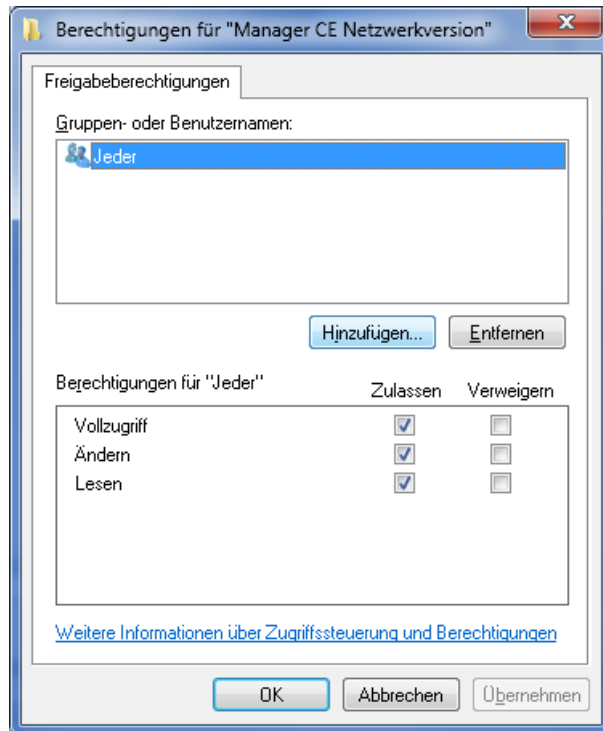 Berechtigungen für "Manager CE Netzwerkversion"
Freigabeberechtigungen
Gruppen- oder Benutzernamen:
Jeder
Hinzufügen... Entfernen
Berechtigungen für "Jeder" Zulassen Verweigern
Vollzugriff
Ändern
Lesen
Weitere Informationen über Zugriffssteuerung und Berechtigungen
OK Abbrechen Übernehmen